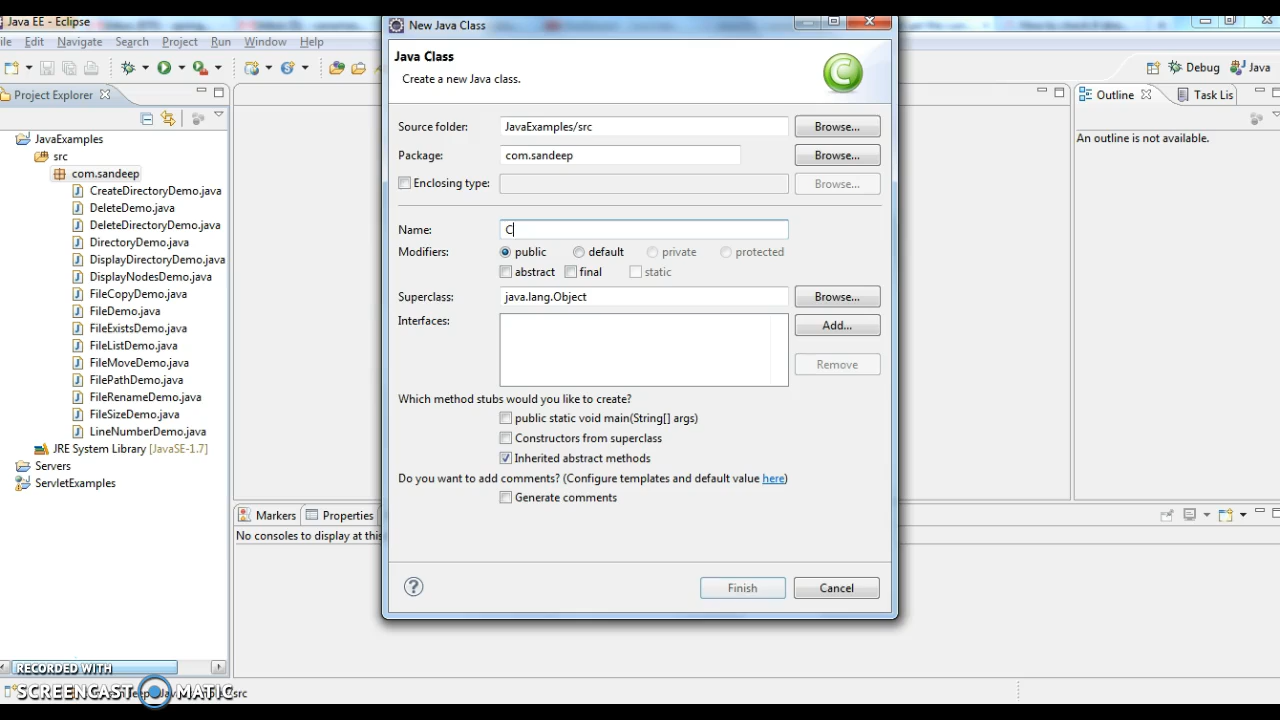 Java EE - Eclipse
New Java Class
ile Edit Navigate Search Project Run Window Help
Java Class
Create a new Java class.
Debug
Java
Project Explorer
Outline
Task Lis
An outline is not available.
JavaExamples
src
com.sandeep
CreateDirectoryDemo.java
DeleteDemo.java
DeleteDirectoryDemo.java
DirectoryDemo.java
DisplayDirectoryDemo.java
DisplayNodesDemo.java
FileCopyDemo.java
FileDemo.java
FileExistsDemo.java
FileListDemo.java
FileMoveDemo.java
FilePathDemo.java
FileRenameDemo.java
FileSizeDemo.java
LineNumberDemo.java
JRE System Library [JavaSE-1.7]
Servers
ServletExamples
Source folder: JavaExamples/src Browse...
Package: com.sandeep Browse...
Enclosing type: Browse...
Name: C
Modifiers: public default private protected
abstract final static
Superclass: java.lang.Object Browse...
Interfaces: Add...
Remove
Which method stubs would you like to create?
public static void main(String[] args)
Constructors from superclass
Inherited abstract methods
Do you want to add comments? (Configure templates and default value here)
Generate comments
Finish Cancel
Markers Properties
No consoles to display at this
RECORDED WITH
SCREENCAST MATIC
src